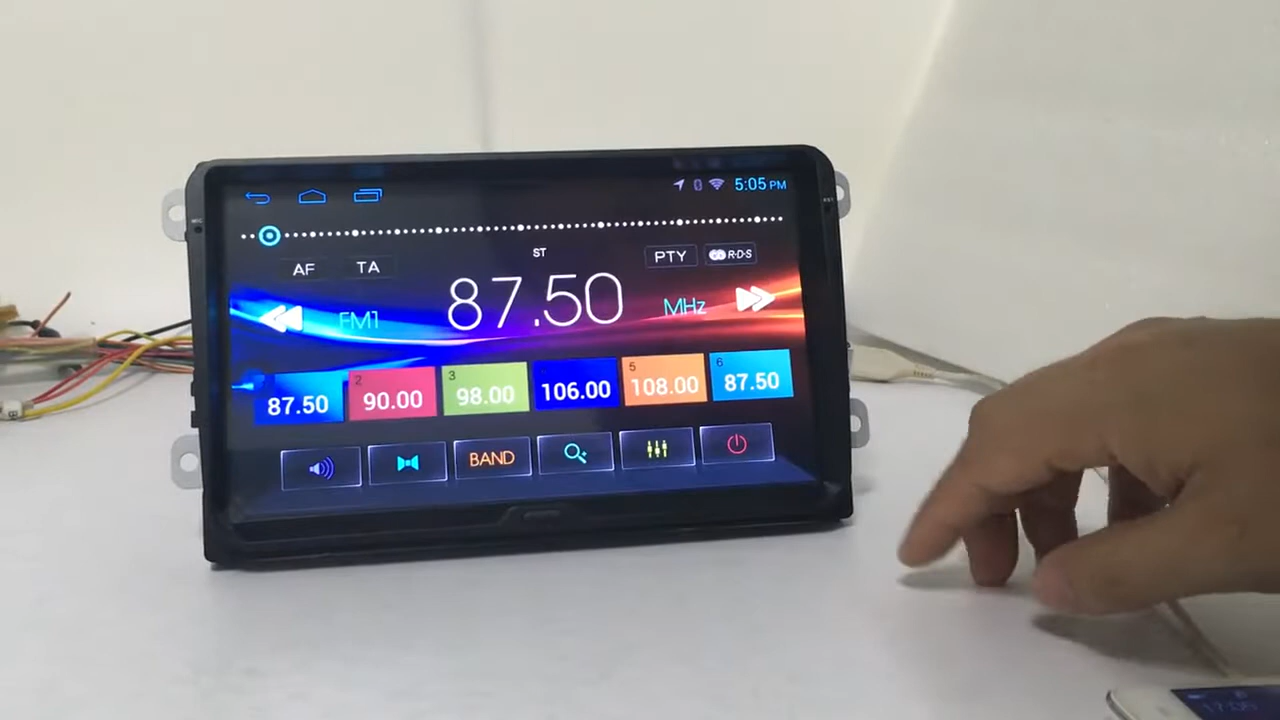 5:05 PM
ST
AF TA PTY R·D·S
87.50
FM1 MHz
2 3 5 6
87.50 90.00 98.00 106.00 108.00 87.50
BAND